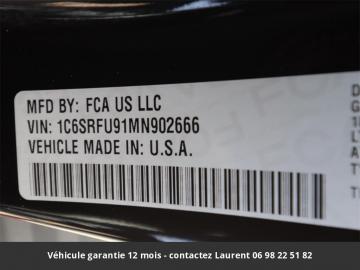 MFD BY: FCA US LLC
VIN: 1C6SRFU91MN902666
VEHICLE MADE IN: U.S.A.
Véhicule garantie 12 mois - contactez Laurent 06 98 22 51 82